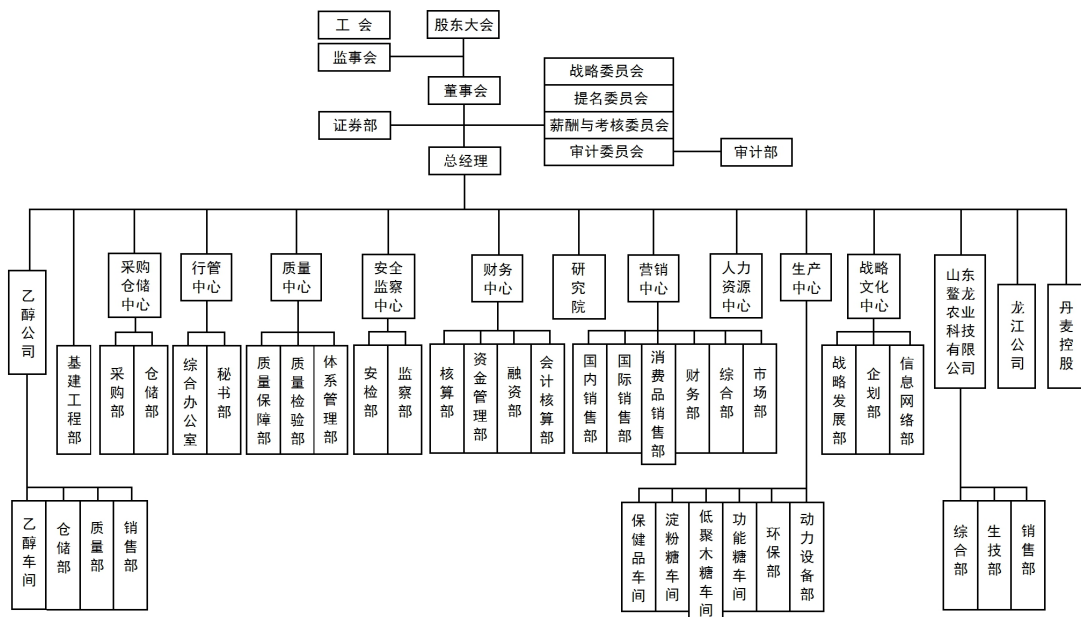 工 会
股东大会
监事会
董事会
战略委员会
提名委员会
薪酬与考核委员会
审计委员会
证券部
审计部
总经理
乙醇公司
基建工程部
采购
仓储
中心
行管
中心
质量
中心
安全
监察
中心
财务
中心
研
究
院
营销
中心
人力
资源
中心
生产
中心
战略
文化
中心
山东
龙
鳌农业
科技
有限
公司
龙江公司
丹麦控股
采购部
仓储部
综合办公室
秘书部
质量保障部
质量检验部
体系管理部
安检部
监察部
核算部
资金管理部
融资部
会计核算部
国内销售部
国际销售部
消费品销售部
财务部
综合部
市场部
战略发展部
企划部
信息网络部
乙醇车间
仓储部
质量部
销售部
保健品车间
淀粉糖车间
低聚木糖车间
功能糖车间
环保部
动力设备部
综合部
生技部
销售部